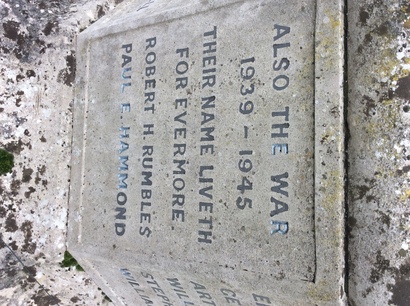 ALSO THE WAR
1939 - 1945
THEIR NAME LIVETH
FOR EVERMORE.
ROBERT H. RUMBLES
PAUL E. HAMMOND